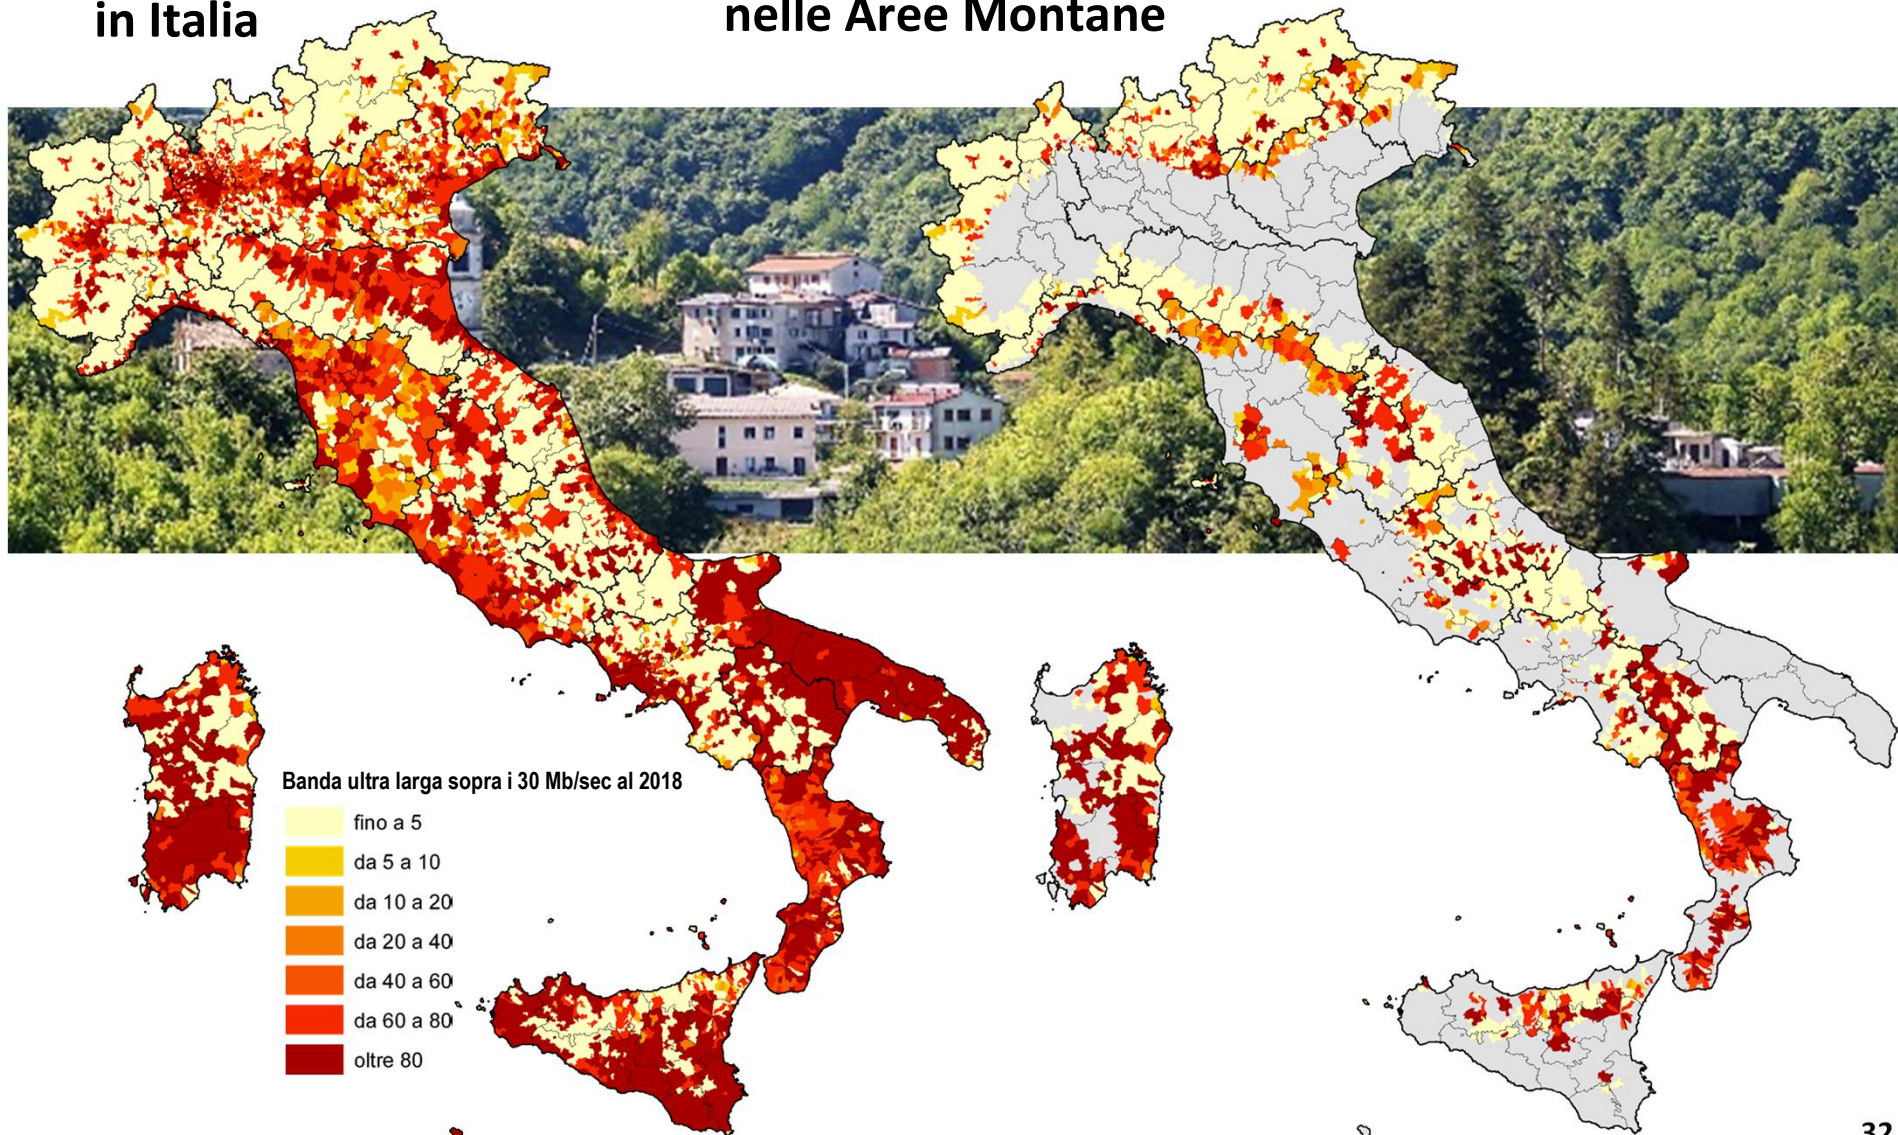 in Italia
nelle Aree Montane
Banda ultra larga sopra i 30 Mb/sec al 2018
fino a 5
da 5 a 10
da 10 a 20
da 20 a 40
da 40 a 60
da 60 a 80
oltre 80
32